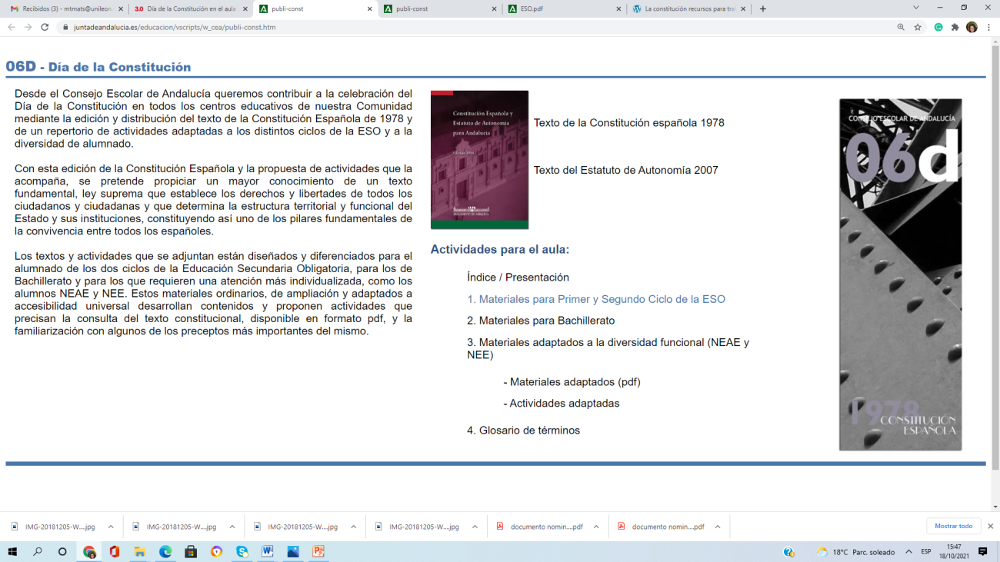 Recibidos (3) - mtmats@unileon.
3.0 Día de la Constitución en el aula
publi-const
publi-const
ESO.pdf
La constitución recursos para tra
juntadeandalucia.es/educacion/vscripts/w_cea/publi-const.htm
06D - Día de la Constitución
Desde el Consejo Escolar de Andalucía queremos contribuir a la celebración del
Día de la Constitución en todos los centros educativos de nuestra Comunidad
mediante la edición y distribución del texto de la Constitución Española de 1978 y
de un repertorio de actividades adaptadas a los distintos ciclos de la ESO y a la
diversidad de alumnado.
Con esta edición de la Constitución Española y la propuesta de actividades que la
acompaña, se pretende propiciar un mayor conocimiento de un texto
fundamental, ley suprema que establece los derechos y libertades de todos los
ciudadanos y ciudadanas y que determina la estructura territorial y funcional del
Estado y sus instituciones, constituyendo así uno de los pilares fundamentales de
la convivencia entre todos los españoles.
Los textos y actividades que se adjuntan están diseñados y diferenciados para el
alumnado de los dos ciclos de la Educación Secundaria Obligatoria, para los de
Bachillerato y para los que requieren una atención más individualizada, como los
alumnos NEAE y NEE. Estos materiales ordinarios, de ampliación y adaptados a
accesibilidad universal desarrollan contenidos y proponen actividades que
precisan la consulta del texto constitucional, disponible en formato pdf, y la
familiarización con algunos de los preceptos más importantes del mismo.
Constitución Española y
Estatuto de Autonomía
para Andalucía
Texto de la Constitución española 1978
Texto del Estatuto de Autonomía 2007
Actividades para el aula:
Índice / Presentación
1. Materiales para Primer y Segundo Ciclo de la ESO
2. Materiales para Bachillerato
3. Materiales adaptados a la diversidad funcional (NEAE y
NEE)
- Materiales adaptados (pdf)
- Actividades adaptadas
4. Glosario de términos
CONSEJO ESCOLAR DE ANDALUCÍA
06d
1978
CONSTITUCIÓN
ESPAÑOLA
IMG-20181205-W....jpg
IMG-20181205-W....jpg
IMG-20181205-W....jpg
IMG-20181205-W....jpg
documento nomin....pdf
documento nomin....pdf
Mostrar todo
18°C Parc. soleado
ESP
15:47
18/10/2021